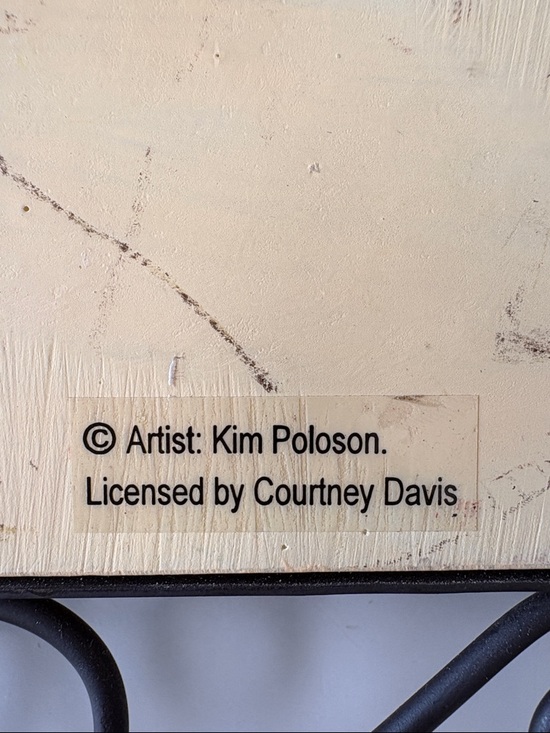 © Artist: Kim Poloson.
Licensed by Courtney Davis